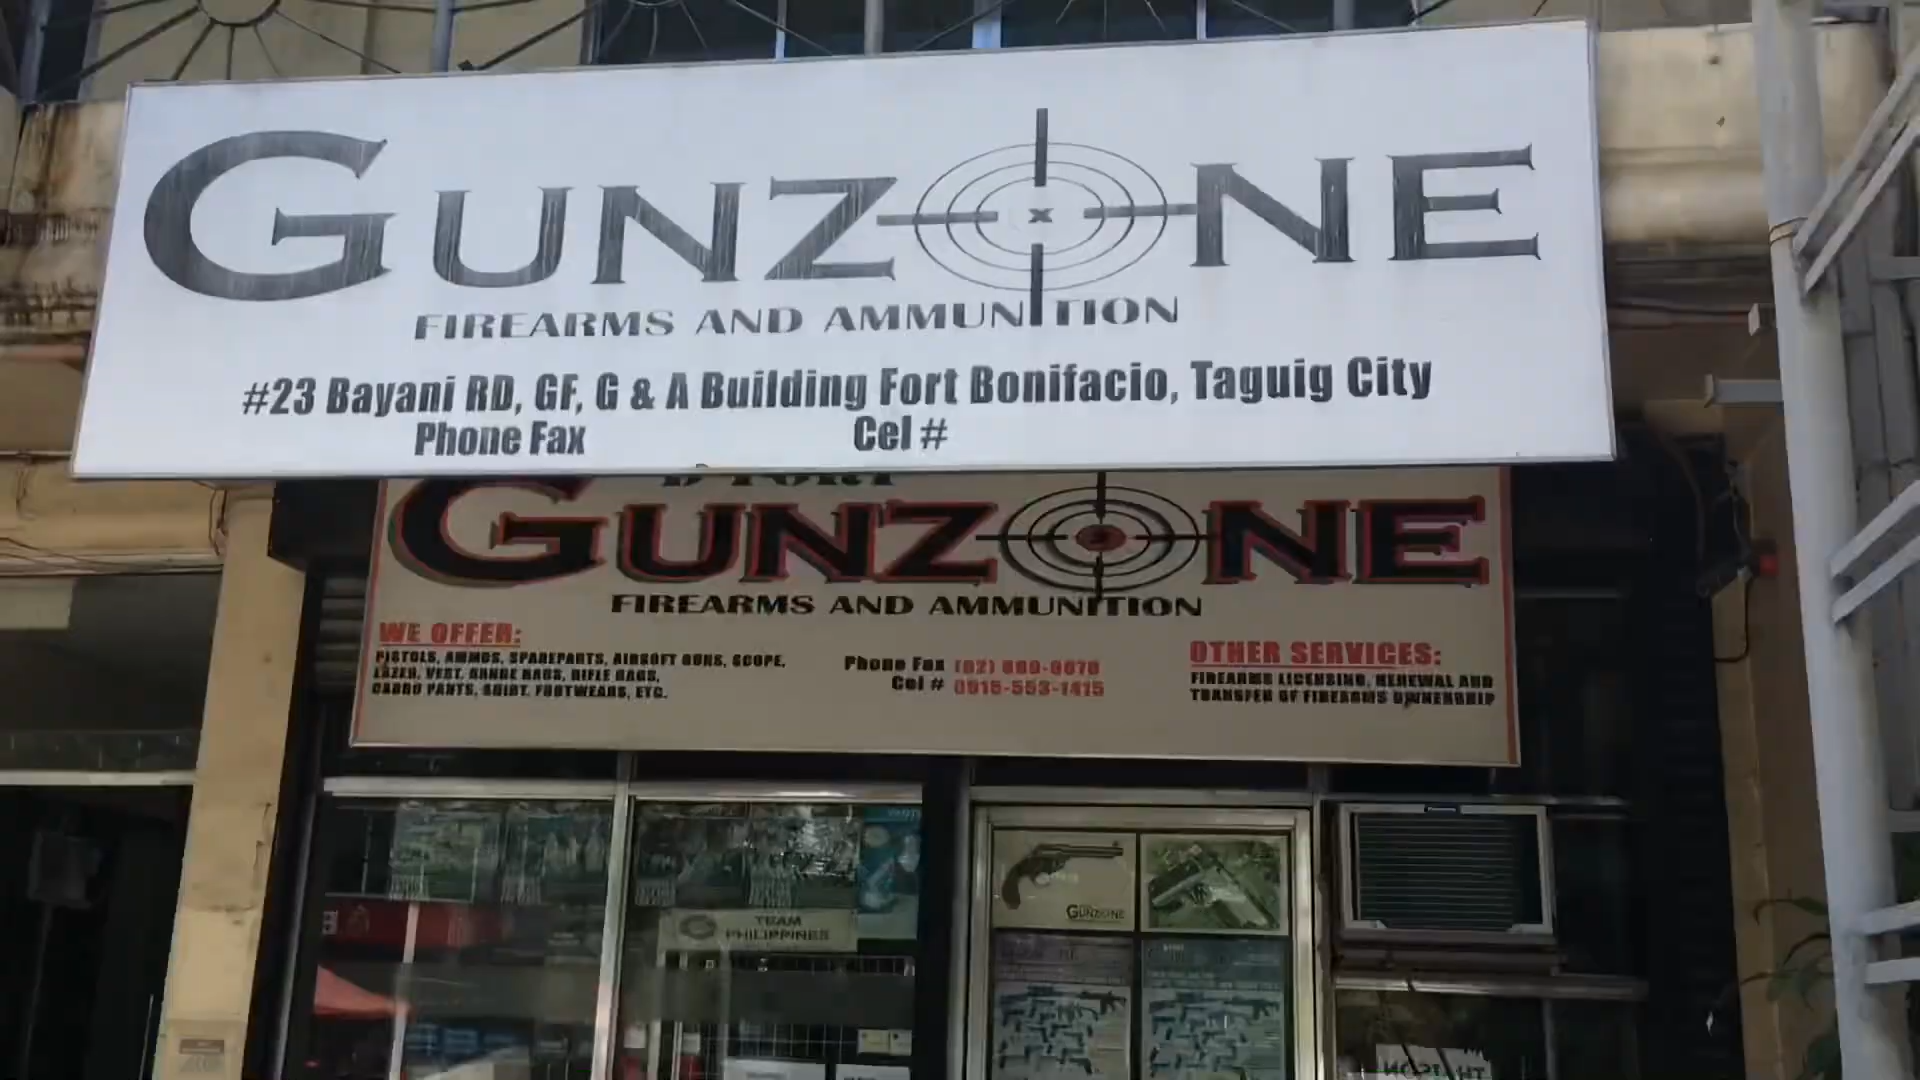 GUNZONE
FIREARMS AND AMMUNITION
#23 Bayani RD, GF, G & A Building Fort Bonifacio, Taguig City
Phone Fax
Cel #
D'FORT
GUNZONE
FIREARMS AND AMMUNITION
WE OFFER:
PISTOLS, AMMOS, SPAREPARTS, AIRSOFT GUNS, SCOPE,
LAZER, VEST, RANGE BAGS, RIFLE BAGS,
CARGO PANTS, SHIRT, FOOTWEARS, ETC.
Phone Fax (02)
Cel # 0915-553-1415
OTHER SERVICES:
FIREARMS LICENSING, RENEWAL AND
TRANSFER OF FIREARMS OWNERSHIP
TEAM
PHILIPPINES
GUNZONE